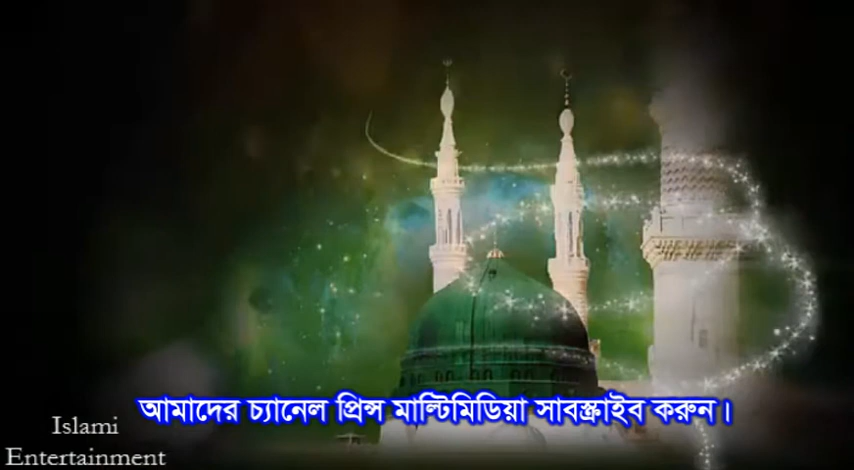 আমাদের চ্যানেল প্রিন্স মাল্টিমিডিয়া সাবস্ক্রাইব করুন।
Islami
Entertainment